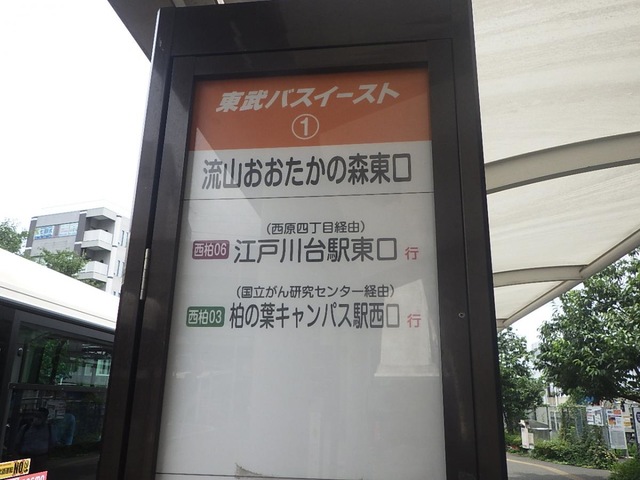 東武バスイースト
①
流山おおたかの森東口
(西原四丁目経由)
西柏06 江戸川台駅東口 行
(国立がん研究センター経由)
西柏03 柏の葉キャンパス駅西口 行